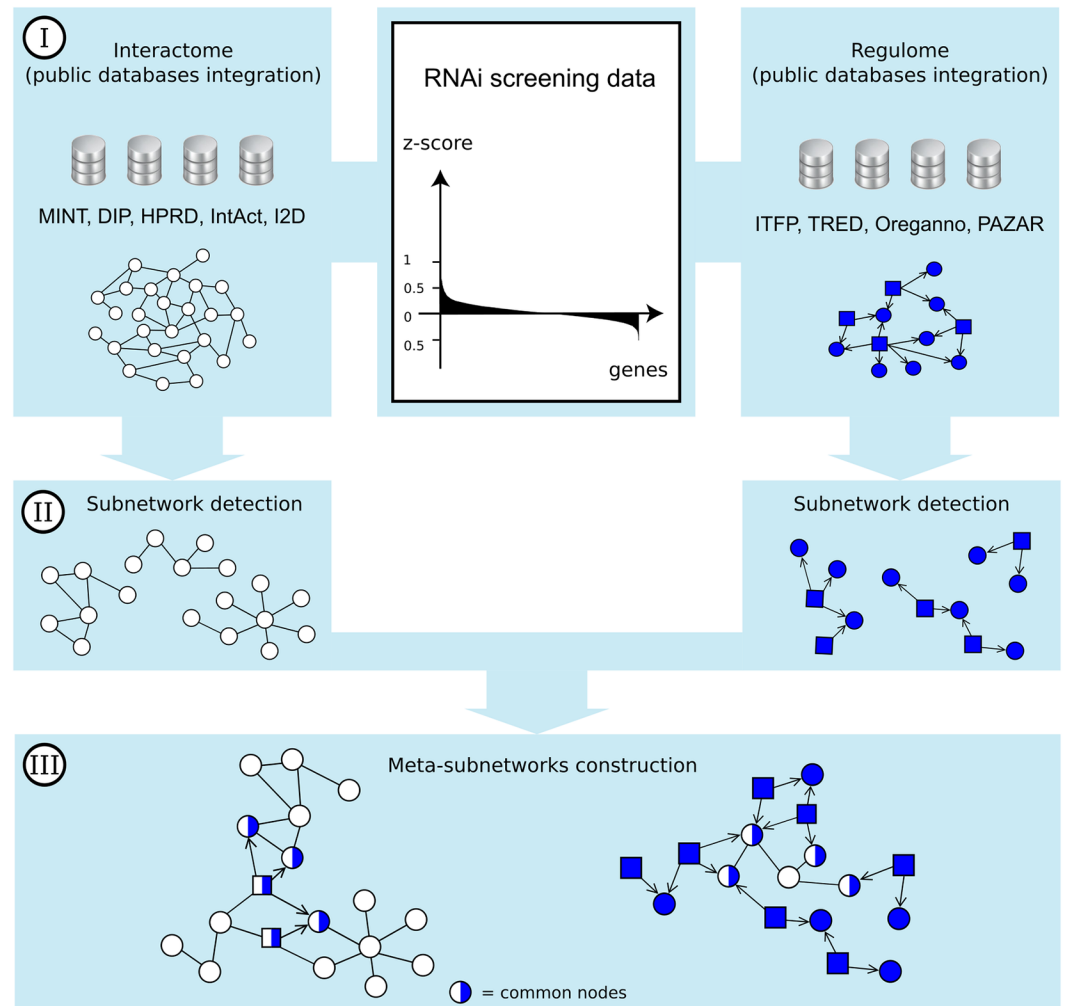 I
Interactome
(public databases integration)
MINT, DIP, HPRD, IntAct, I2D
RNAi screening data
z-score
1
0.5
0
0.5
genes
Regulome
(public databases integration)
ITFP, TRED, Oreganno, PAZAR
II
Subnetwork detection
Subnetwork detection
III
Meta-subnetworks construction
= common nodes